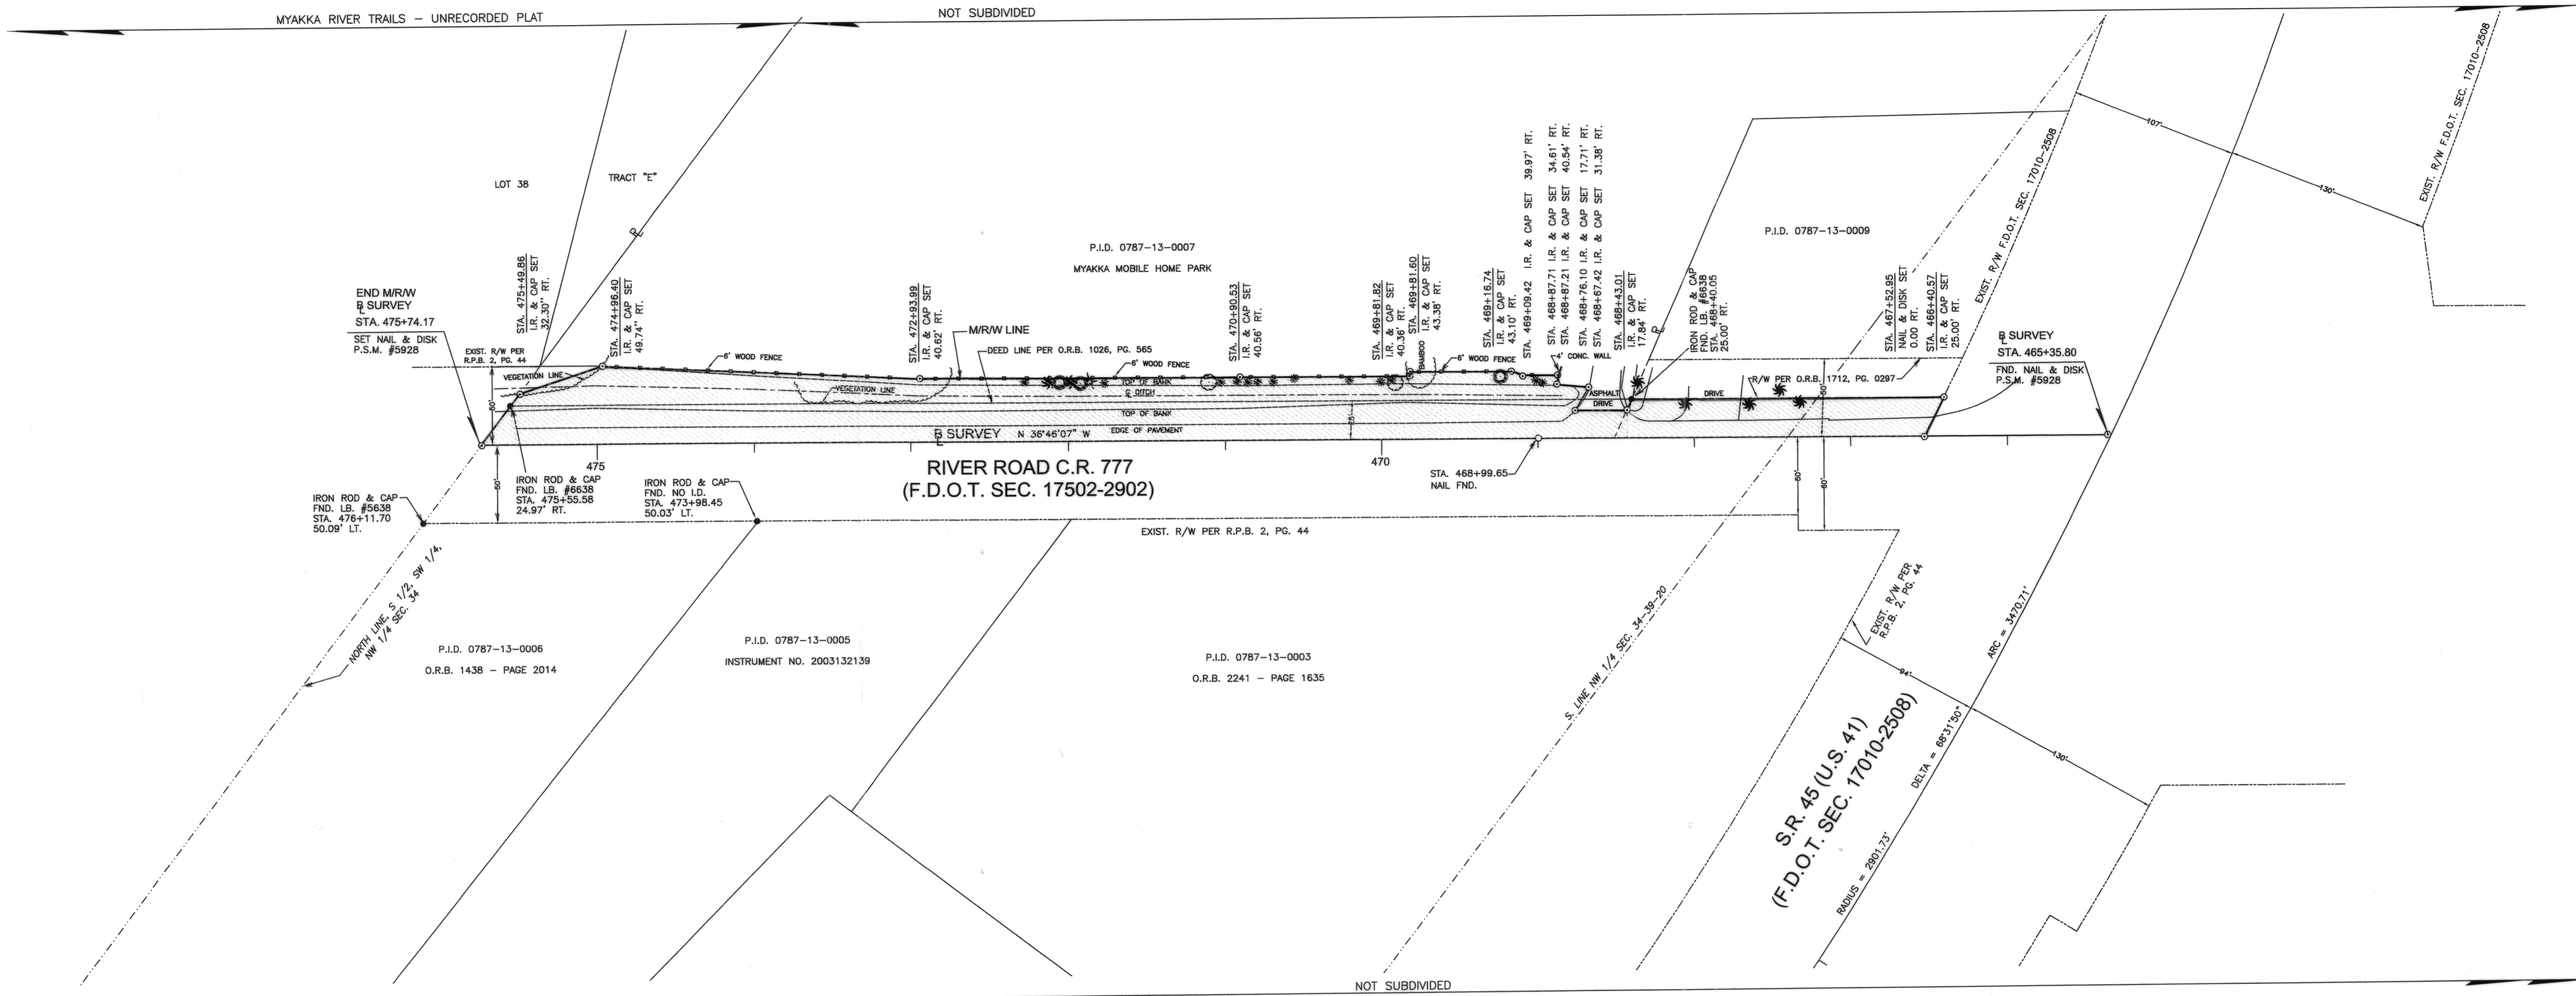 MYAKKA RIVER TRAILS – UNRECORDED PLAT
NOT SUBDIVIDED
LOT 38
TRACT "E"
P.I.D. 0787-13-0007
MYAKKA MOBILE HOME PARK
P.I.D. 0787-13-0009
107'
130'
EXIST. R/W F.D.O.T. SEC. 17010-2508
EXIST. R/W F.D.O.T. SEC. 17010-2508
END M/R/W
B SURVEY
STA. 475+74.17
SET NAIL & DISK
P.S.M. #5928
EXIST. R/W PER
R.P.B. 2, PG. 44
STA. 475+49.86
I.R. & CAP SET
32.30" RT.
STA. 474+96.40
I.R. & CAP SET
49.74" RT.
STA. 472+93.99
I.R. & CAP SET
40.62' RT.
STA. 470+90.53
I.R. & CAP SET
40.56' RT.
STA. 469+81.82
I.R. & CAP SET
40.36' RT.
STA. 469+81.60
I.R. & CAP SET
43.38' RT.
STA. 469+16.74
I.R. & CAP SET
43.10' RT.
STA. 469+09.42 I.R. & CAP SET 39.97' RT.
STA. 468+87.71 I.R. & CAP SET 34.61' RT.
STA. 468+87.21 I.R. & CAP SET 40.54' RT.
STA. 468+76.10 I.R. & CAP SET 17.71' RT.
STA. 468+67.42 I.R. & CAP SET 31.38' RT.
STA. 468+43.01
I.R. & CAP SET
17.84' RT.
IRON ROD & CAP
FND. LB. #6638
STA. 468+40.05
25.00' RT.
STA. 467+52.95
NAIL & DISK SET
0.00 RT.
STA. 466+40.57
I.R. & CAP SET
25.00' RT.
B SURVEY
STA. 465+35.80
FND. NAIL & DISK
P.S.M. #5928
M/R/W LINE
DEED LINE PER O.R.B. 1026, PG. 565
6' WOOD FENCE
6' WOOD FENCE
6' WOOD FENCE
BAMBOO
4' CONC. WALL
VEGETATION LINE
VEGETATION LINE
TOP OF BANK
DITCH
TOP OF BANK
EDGE OF PAVEMENT
ASPHALT
DRIVE
DRIVE
R/W PER O.R.B. 1712, PG. 0297
50'
50'
25'
50'
50'
60'
B SURVEY N 36°46'07" W
475
470
RIVER ROAD C.R. 777
(F.D.O.T. SEC. 17502-2902)
STA. 468+99.65
NAIL FND.
IRON ROD & CAP
FND. LB. #5638
STA. 476+11.70
50.09' LT.
IRON ROD & CAP
FND. LB. #6638
STA. 475+55.58
24.97' RT.
IRON ROD & CAP
FND. NO I.D.
STA. 473+98.45
50.03' LT.
EXIST. R/W PER R.P.B. 2, PG. 44
NORTH LINE, S 1/2, SW 1/4,
NW 1/4 SEC. 34
P.I.D. 0787-13-0006
O.R.B. 1438 – PAGE 2014
P.I.D. 0787-13-0005
INSTRUMENT NO. 2003132139
P.I.D. 0787-13-0003
O.R.B. 2241 – PAGE 1635
S. LINE NW 1/4 SEC. 34-39-20
EXIST. R/W PER
R.P.B. 2, PG. 44
94'
130'
S.R. 45 (U.S. 41)
(F.D.O.T. SEC. 17010-2508)
RADIUS = 2901.73'
DELTA = 68°31'50"
ARC = 3470.71'
NOT SUBDIVIDED